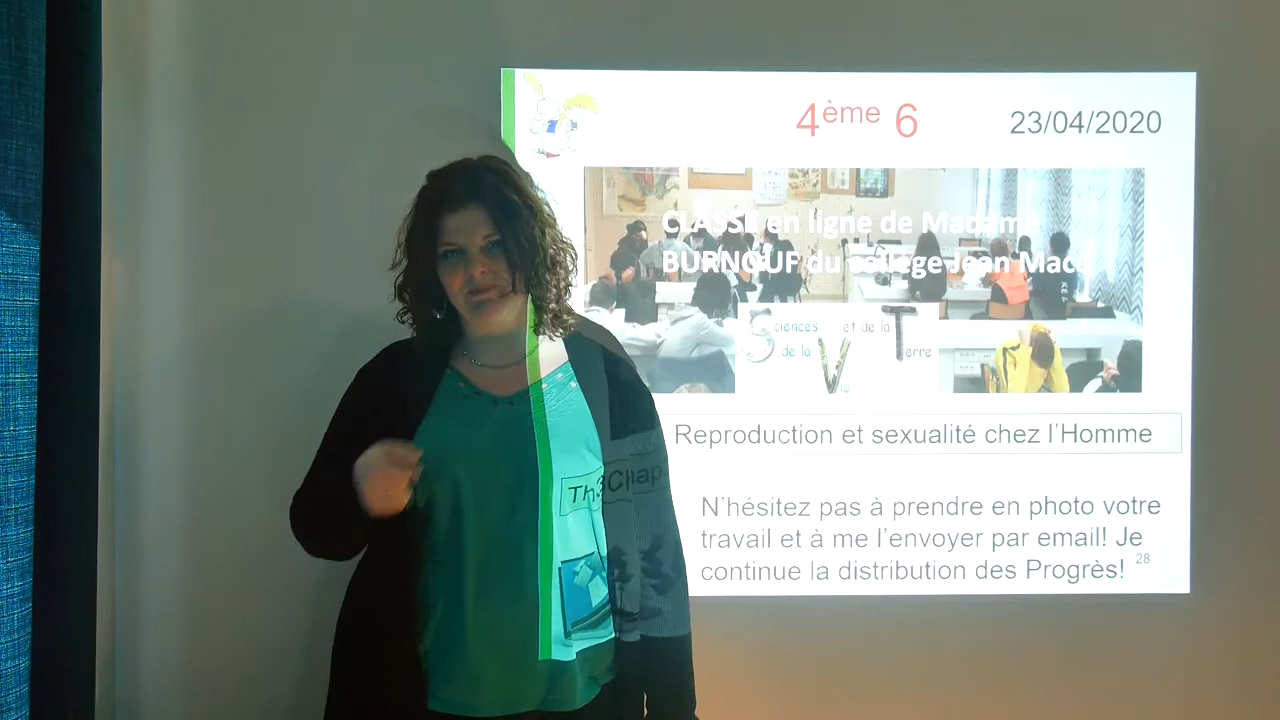 4ème 6
23/04/2020
CLASSE en ligne de Madame
BURNOUF du collège Jean Macé
Sciences et de la
de la Terre
Th3Chap
Reproduction et sexualité chez l'Homme
N'hésitez pas à prendre en photo votre
travail et à me l'envoyer par email! Je
continue la distribution des Progrès!
28